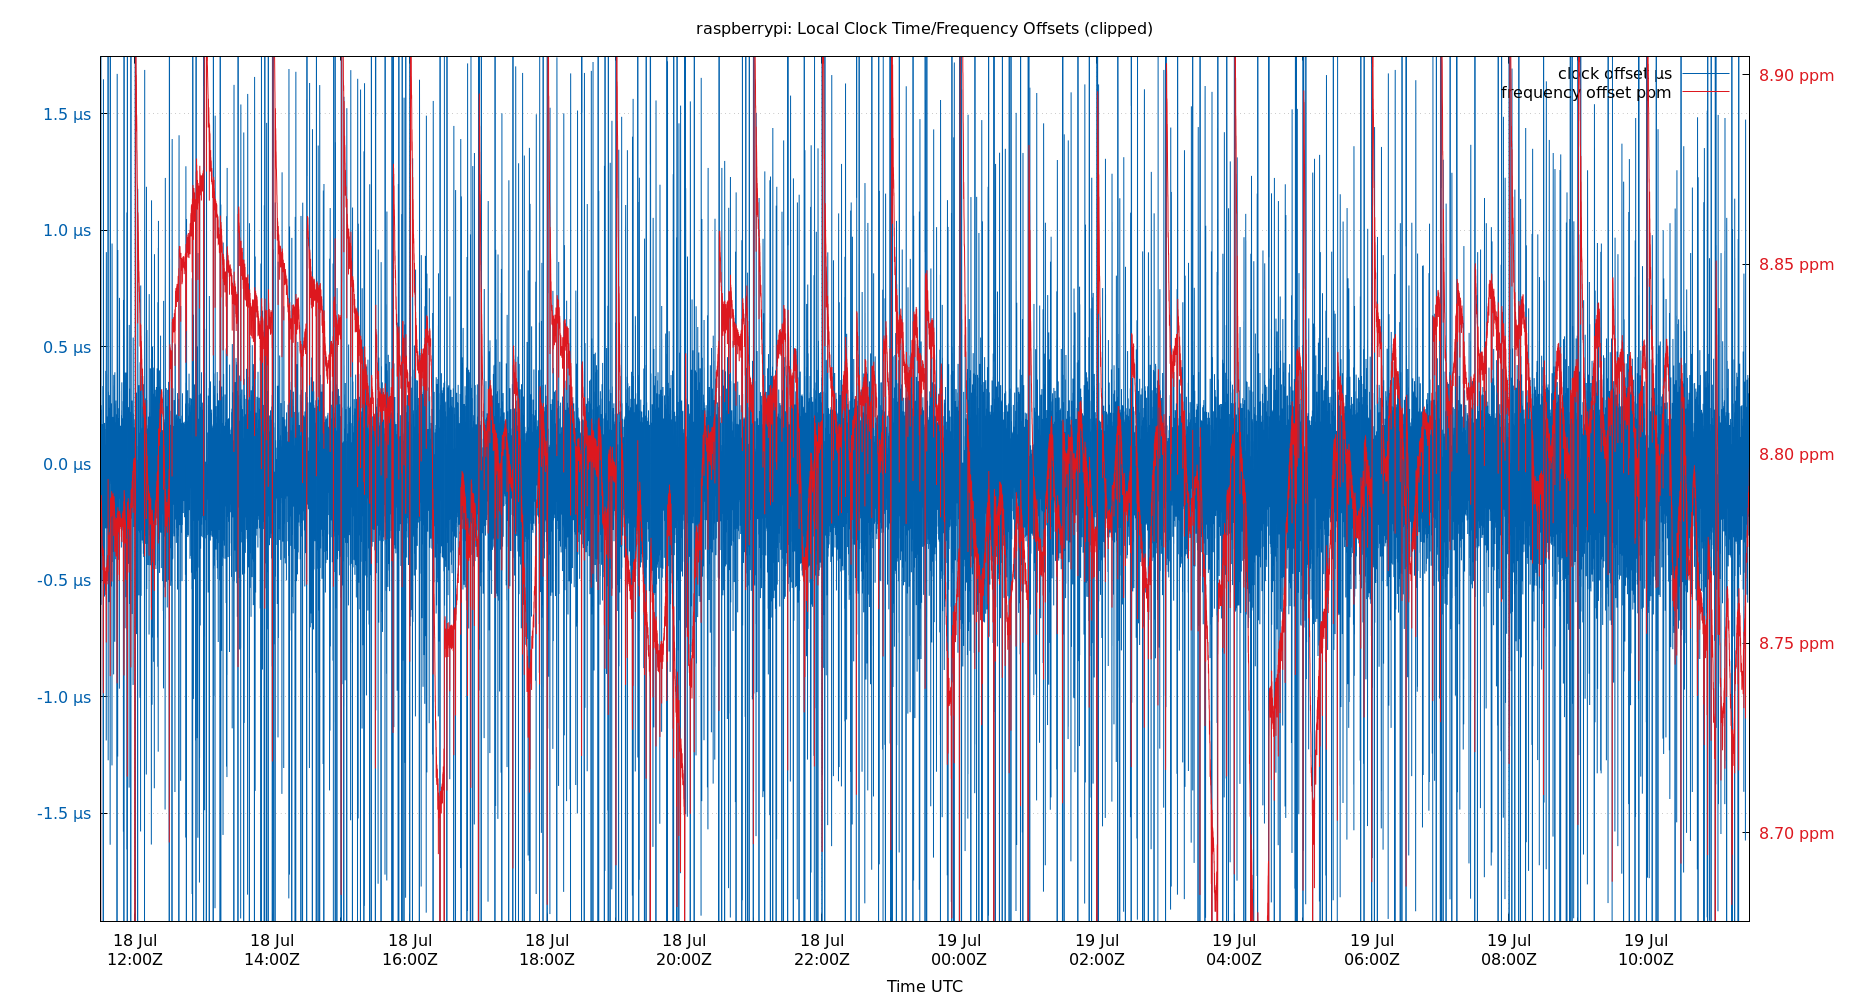 raspberrypi: Local Clock Time/Frequency Offsets (clipped)
clock offset µs
frequency offset ppm
1.5 µs
1.0 µs
0.5 µs
0.0 µs
-0.5 µs
-1.0 µs
-1.5 µs
8.90 ppm
8.85 ppm
8.80 ppm
8.75 ppm
8.70 ppm
18 Jul 18 Jul 18 Jul 18 Jul 18 Jul 18 Jul 19 Jul 19 Jul 19 Jul 19 Jul 19 Jul 19 Jul
12:00Z 14:00Z 16:00Z 18:00Z 20:00Z 22:00Z 00:00Z 02:00Z 04:00Z 06:00Z 08:00Z 10:00Z
Time UTC